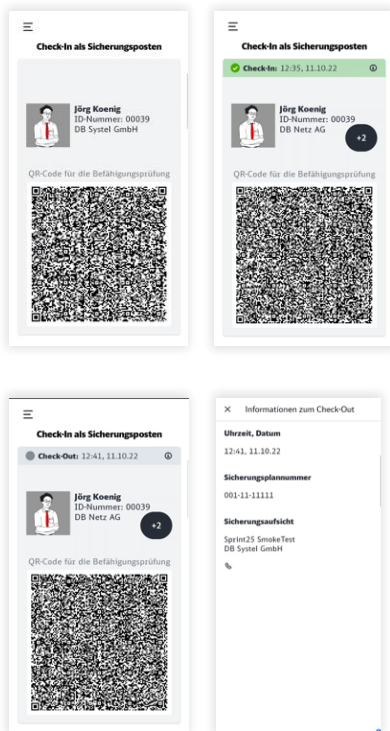 Check-In als Sicherungsposten
Jörg Koenig
ID-Nummer: 00039
DB Systel GmbH
QR-Code für die Befähigungsprüfung
Check-In als Sicherungsposten
Check-In: 12:35, 11.10.22
Jörg Koenig
ID-Nummer: 00039
DB Netz AG
+2
QR-Code für die Befähigungsprüfung
Check-In als Sicherungsposten
Check-Out: 12:41, 11.10.22
Jörg Koenig
ID-Nummer: 00039
DB Netz AG
+2
QR-Code für die Befähigungsprüfung
Informationen zum Check-Out
Uhrzeit, Datum
12:41, 11.10.22
Sicherungsplannummer
001-11-11111
Sicherungsaufsicht
Sprint25 SmokeTest
DB Systel GmbH